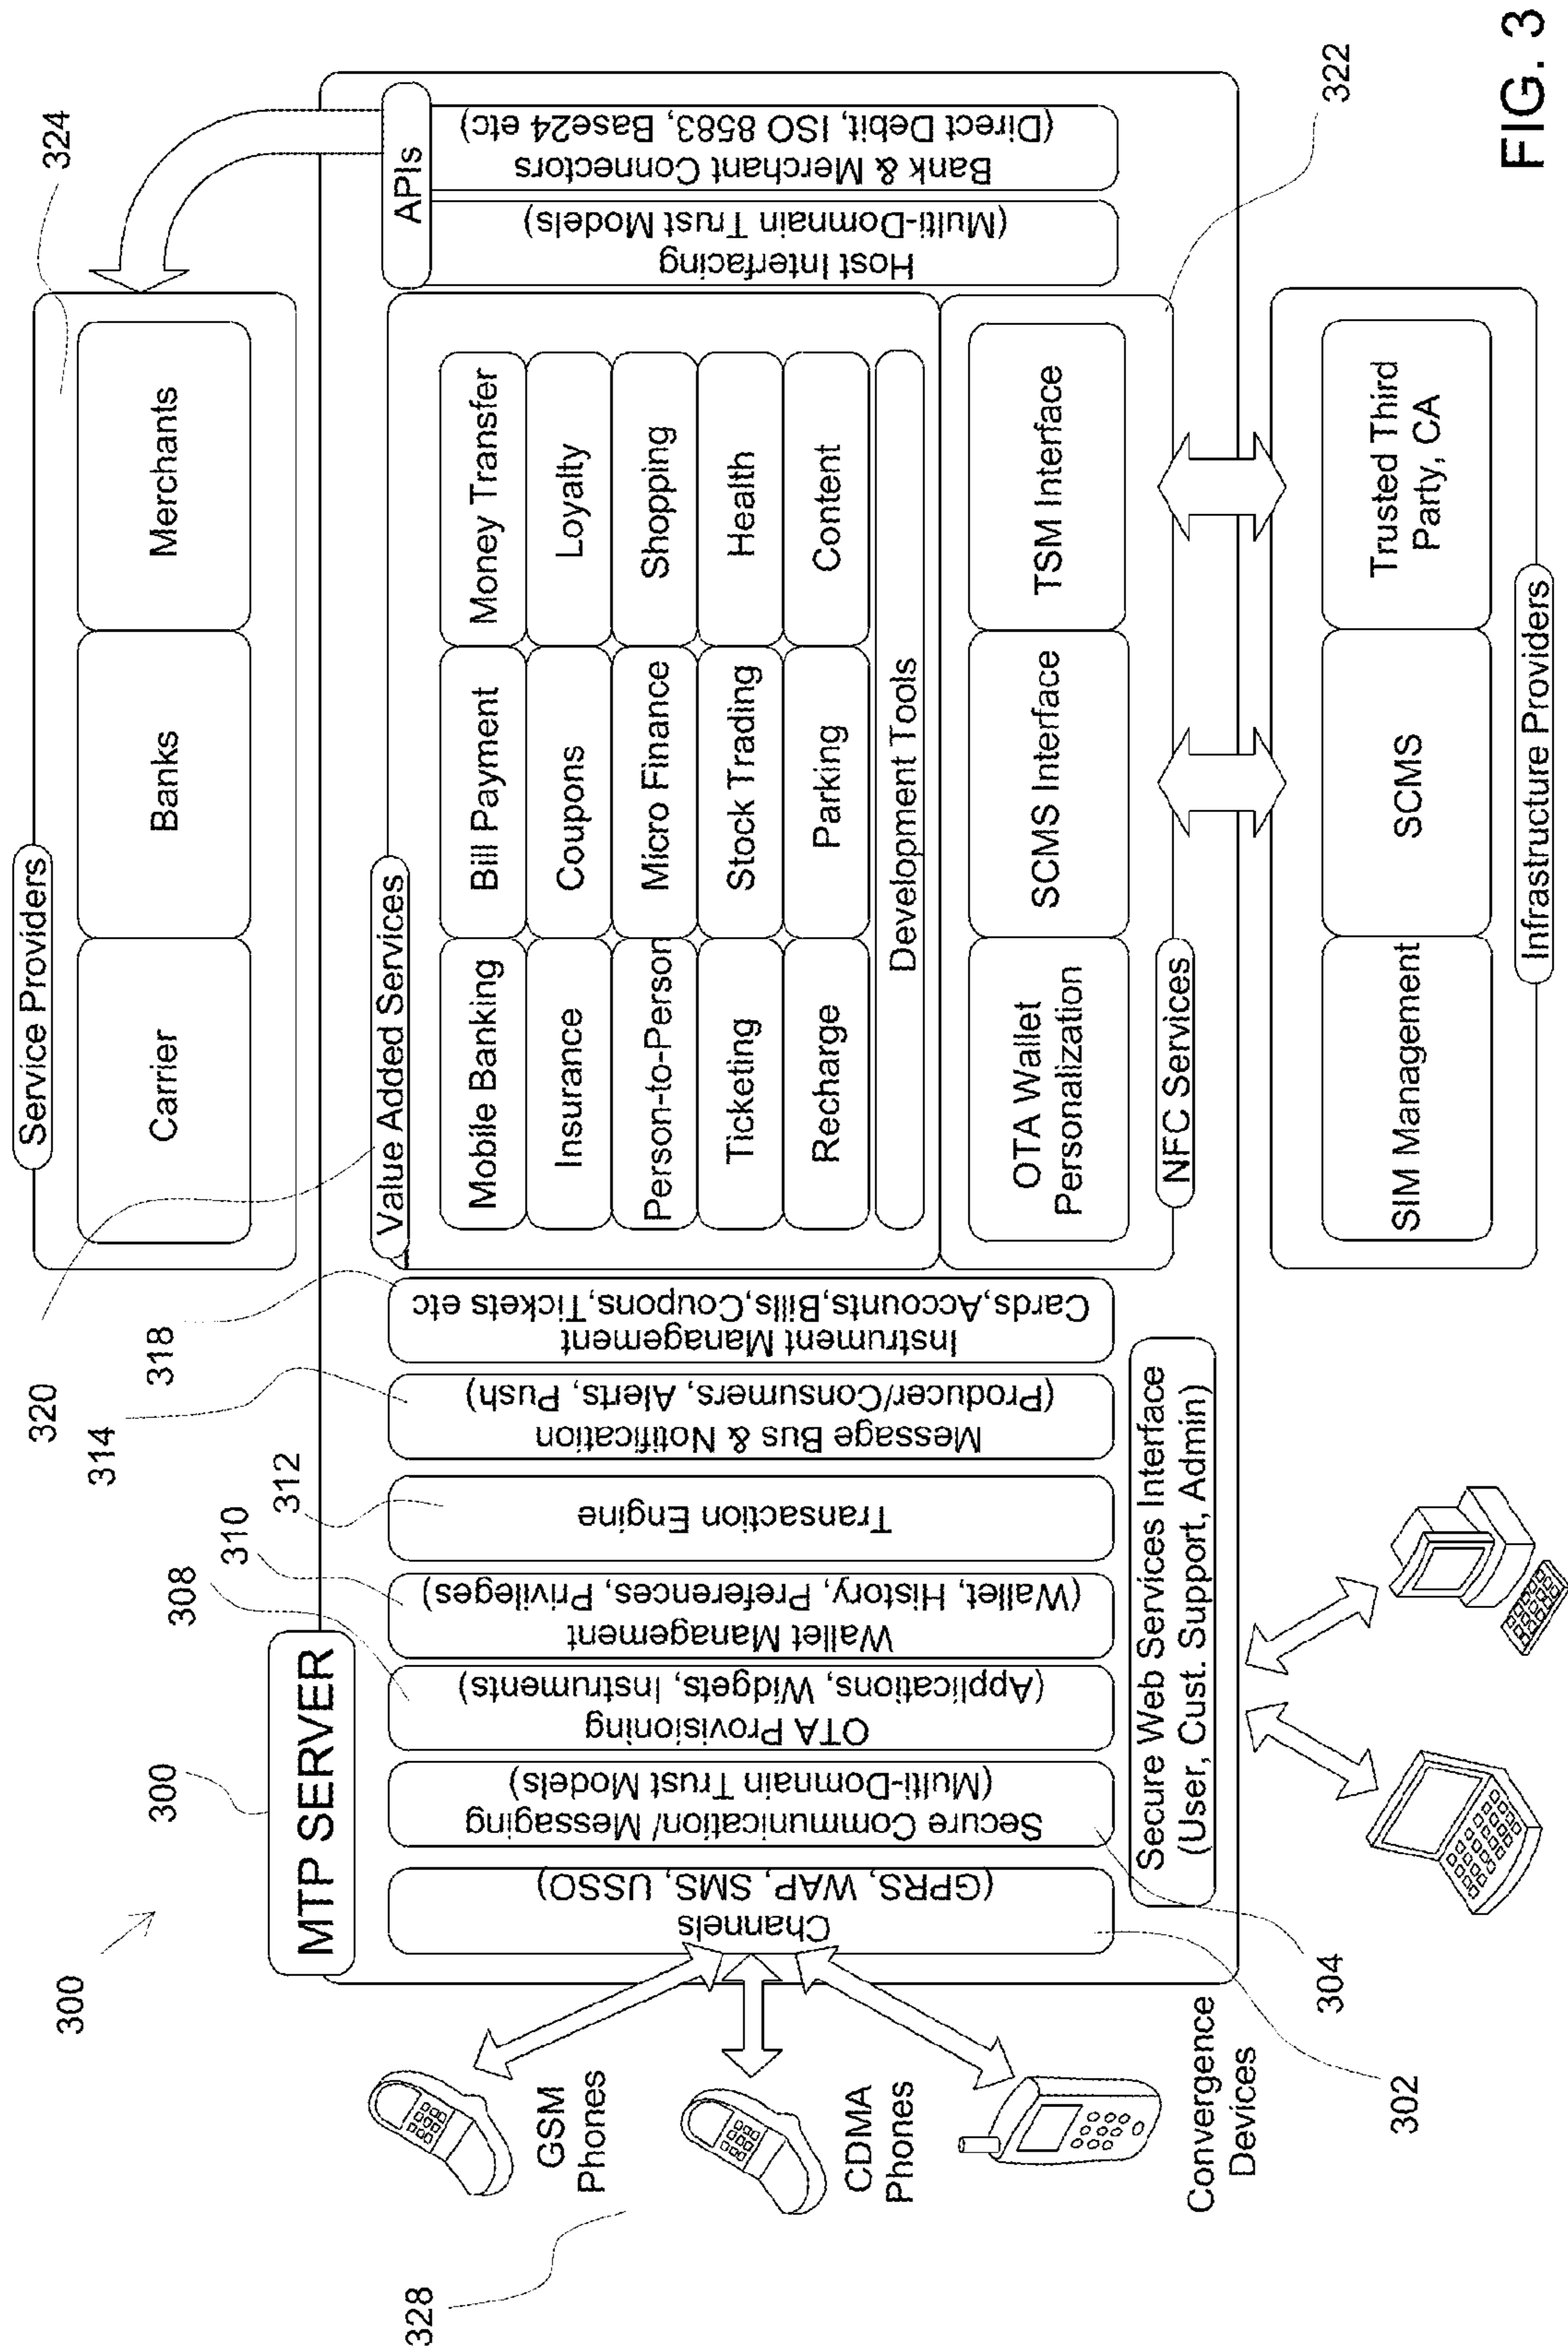 300
MTP SERVER
300
308
310
312
314
318
320
324
Service Providers
Carrier
Banks
Merchants
328
GSM
Phones
CDMA
Phones
Convergence
Devices
Channels
(GPRS, WAP, SMS, USSO)
Secure Communication/ Messaging
(Multi-Domnain Trust Models)
OTA Provisioning
(Applications, Widgets, Instruments)
Wallet Management
(Wallet, History, Preferences, Privileges)
Transaction Engine
Message Bus & Notification
(Producer/Consumers, Alerts, Push)
Instrument Management
Cards,Accounts,Bills,Coupons,Tickets etc
Value Added Services
Mobile Banking
Bill Payment
Money Transfer
Insurance
Coupons
Loyalty
Person-to-Person
Micro Finance
Shopping
Ticketing
Stock Trading
Health
Recharge
Parking
Content
Development Tools
APIs
Host Interfacing
(Multi-Domnain Trust Models)
Bank & Merchant Connectors
(Direct Debit, ISO 8583, Base24 etc)
OTA Wallet
Personalization
SCMS Interface
TSM Interface
NFC Services
Secure Web Services Interface
(User, Cust. Support, Admin)
302
304
322
SIM Management
SCMS
Trusted Third
Party, CA
Infrastructure Providers
FIG. 3